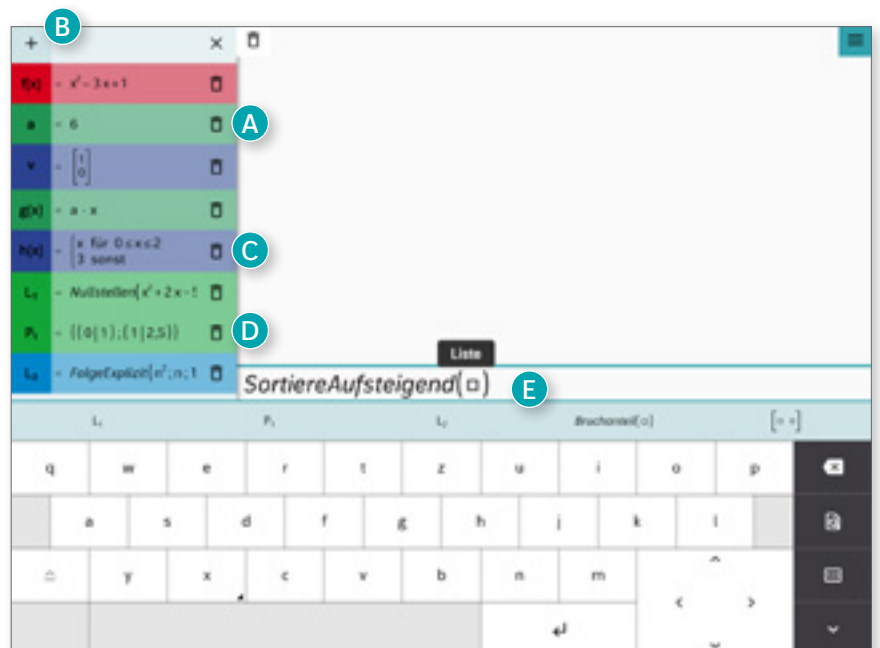 B
+ ×
f(x) = x² – 3x + 1
a = 6 A
v = [1 0]
g(x) = a · x
h(x) = { x für 0 ≤ x ≤ 2 C
3 sonst
L₁ = Nullstellen(x² + 2x –
P₁ = {(0|1);(1|2,5)} D
L₂ = FolgeExplizit(n²; n; 1
Liste
SortiereAufsteigend(□) E
L₁ P₁ L₂ Bruchanteil(□)
q w e r t z u i o p
a s d f g h j k l
y x c v b n m